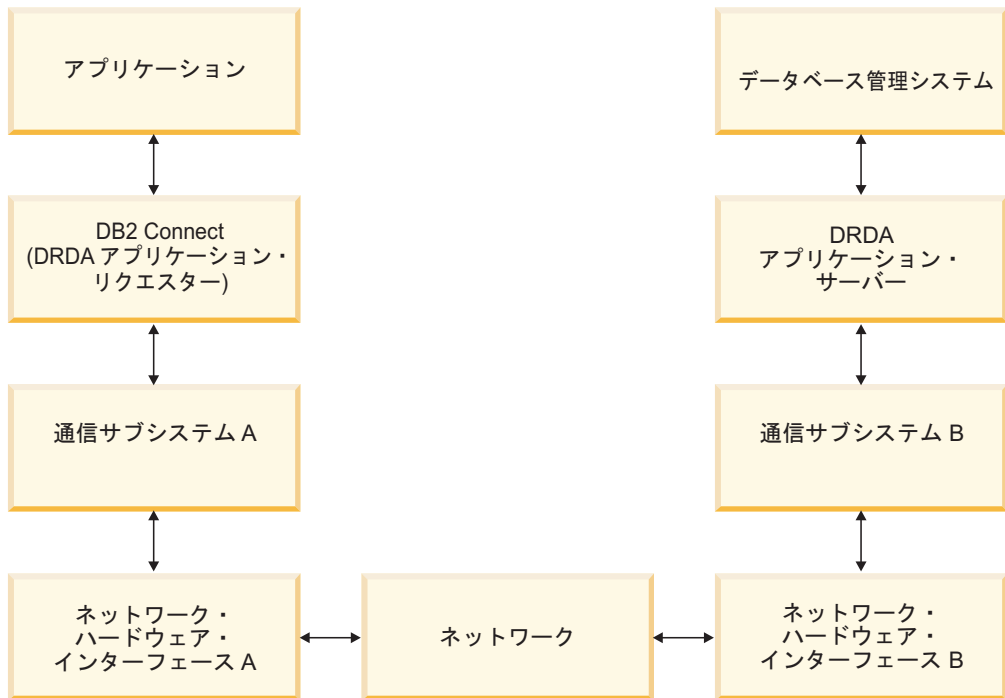 アプリケーション
データベース管理システム
DB2 Connect
(DRDA アプリケーション・
リクエスター)
DRDA
アプリケーション・
サーバー
通信サブシステム A
通信サブシステム B
ネットワーク・
ハードウェア・
インターフェース A
ネットワーク
ネットワーク・
ハードウェア・
インターフェース B